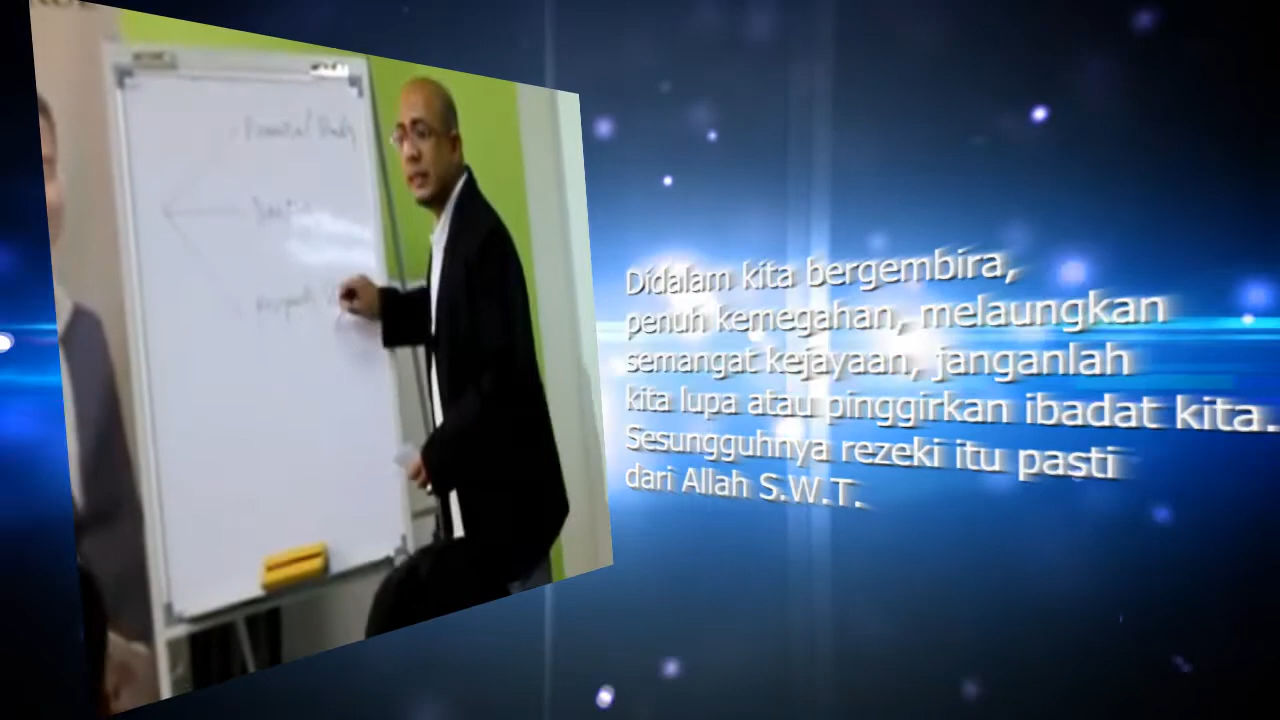 Didalam kita bergembira,
penuh kemegahan, melaungkan
semangat kejayaan, janganlah
kita lupa atau pinggirkan ibadat kita.
Sesungguhnya rezeki itu pasti
dari Allah S.W.T.